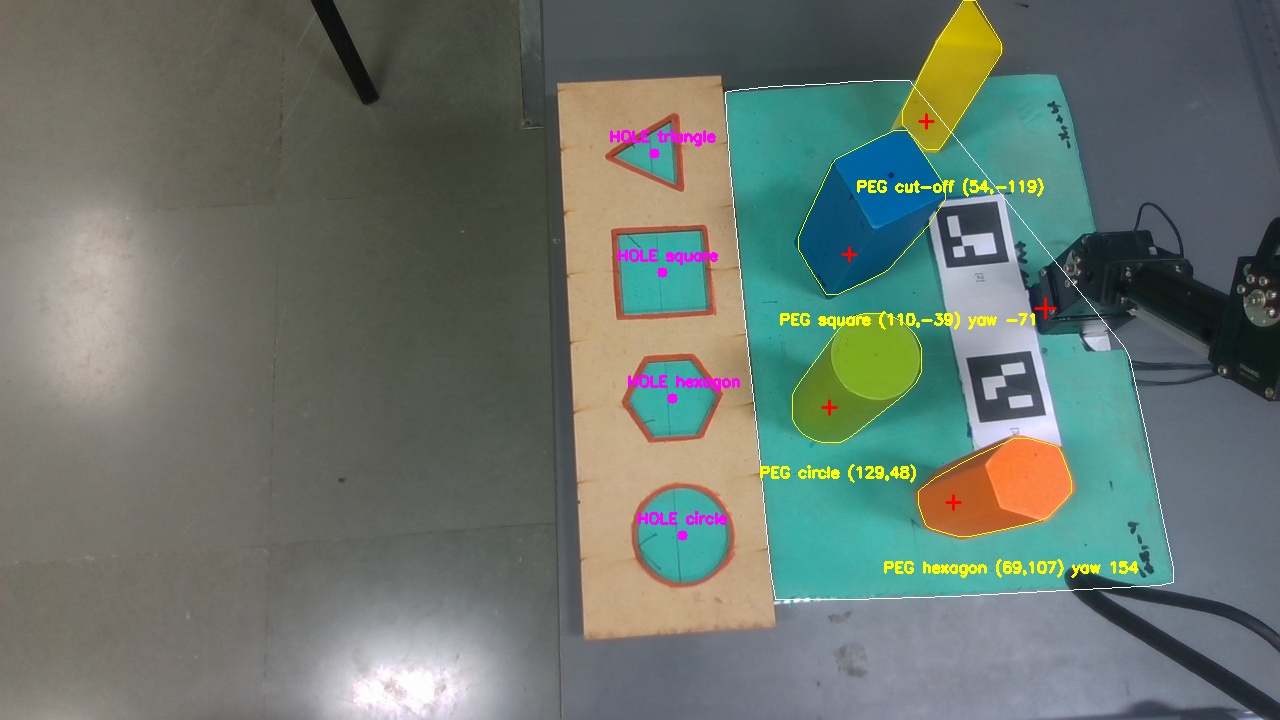 HOLE triangle
PEG cut-off (54,-119)
HOLE square
PEG square (110,-39) yaw -71
HOLE hexagon
PEG circle (129,48)
HOLE circle
PEG hexagon (69,107) yaw 154